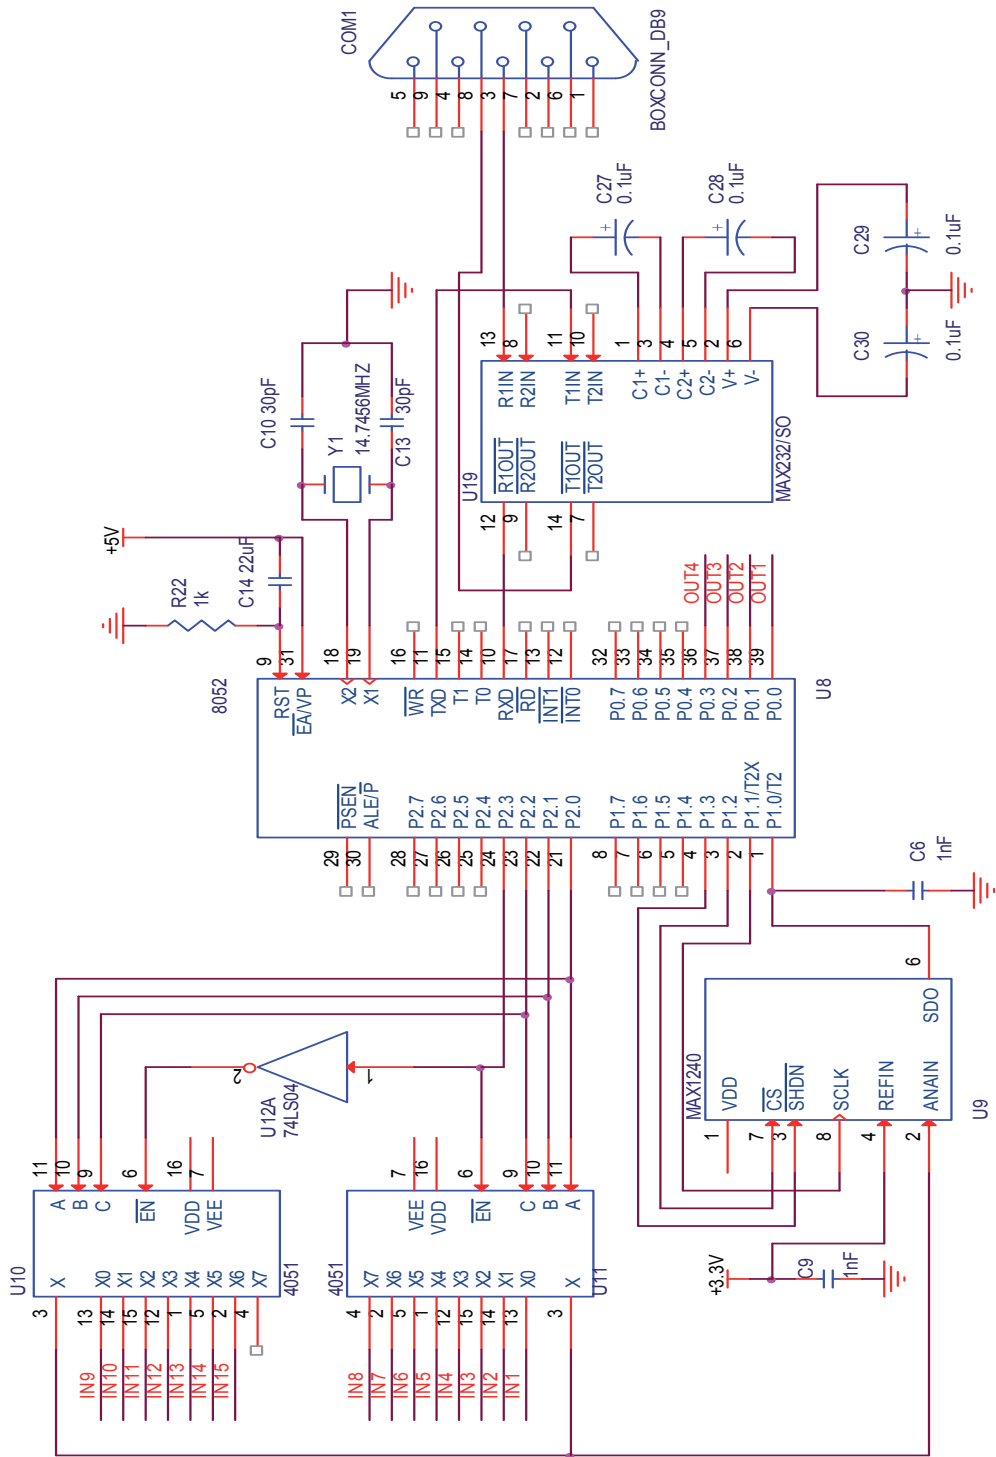 COM1
BOXCONN_DB9
5
9
4
8
3
7
2
6
1
C27
0.1uF
C28
0.1uF
C29
0.1uF
C30
0.1uF
C10 30pF
Y1
14.7456MHZ
C13
30pF
+5V
R22
1k
C14 22uF
U19
MAX232/SO
13
8
11
10
1
3
4
5
2
6
R1IN
R2IN
T1IN
T2IN
C1+
C1-
C2+
C2-
V+
V-
R1OUT
R2OUT
T1OUT
T2OUT
12
9
14
7
OUT4
OUT3
OUT2
OUT1
8052
U8
9
31
18
19
16
11
15
14
10
17
13
12
32
33
34
35
36
37
38
39
RST
EA/VP
X2
X1
WR
TXD
T1
T0
RXD
RD
INT1
INT0
P0.7
P0.6
P0.5
P0.4
P0.3
P0.2
P0.1
P0.0
PSEN
ALE/P
P2.7
P2.6
P2.5
P2.4
P2.3
P2.2
P2.1
P2.0
P1.7
P1.6
P1.5
P1.4
P1.3
P1.2
P1.1/T2X
P1.0/T2
29
30
28
27
26
25
24
23
22
21
8
7
6
5
4
3
2
1
C6
1nF
U12A
74LS04
2
1
MAX1240
U9
6
SDO
VDD
CS
SHDN
SCLK
REFIN
ANAIN
1
7
3
8
4
2
+3.3V
C9
1nF
U10
4051
11
10
9
6
16
7
A
B
C
EN
VDD
VEE
X
X0
X1
X2
X3
X4
X5
X6
X7
3
13
14
15
12
1
5
2
4
IN9
IN10
IN11
IN12
IN13
IN14
IN15
4051
U11
7
16
6
9
10
11
VEE
VDD
EN
C
B
A
X7
X6
X5
X4
X3
X2
X1
X0
X
4
2
5
1
12
15
14
13
3
IN8
IN7
IN6
IN5
IN4
IN3
IN2
IN1